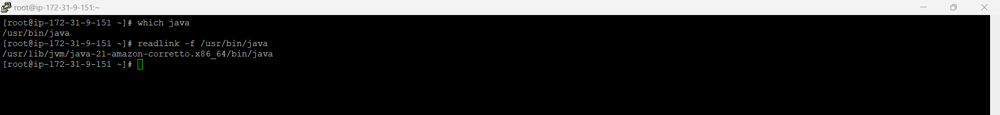 root@ip-172-31-9-151:~
[root@ip-172-31-9-151 ~]# which java
/usr/bin/java
[root@ip-172-31-9-151 ~]# readlink -f /usr/bin/java
/usr/lib/jvm/java-21-amazon-corretto.x86_64/bin/java
[root@ip-172-31-9-151 ~]#